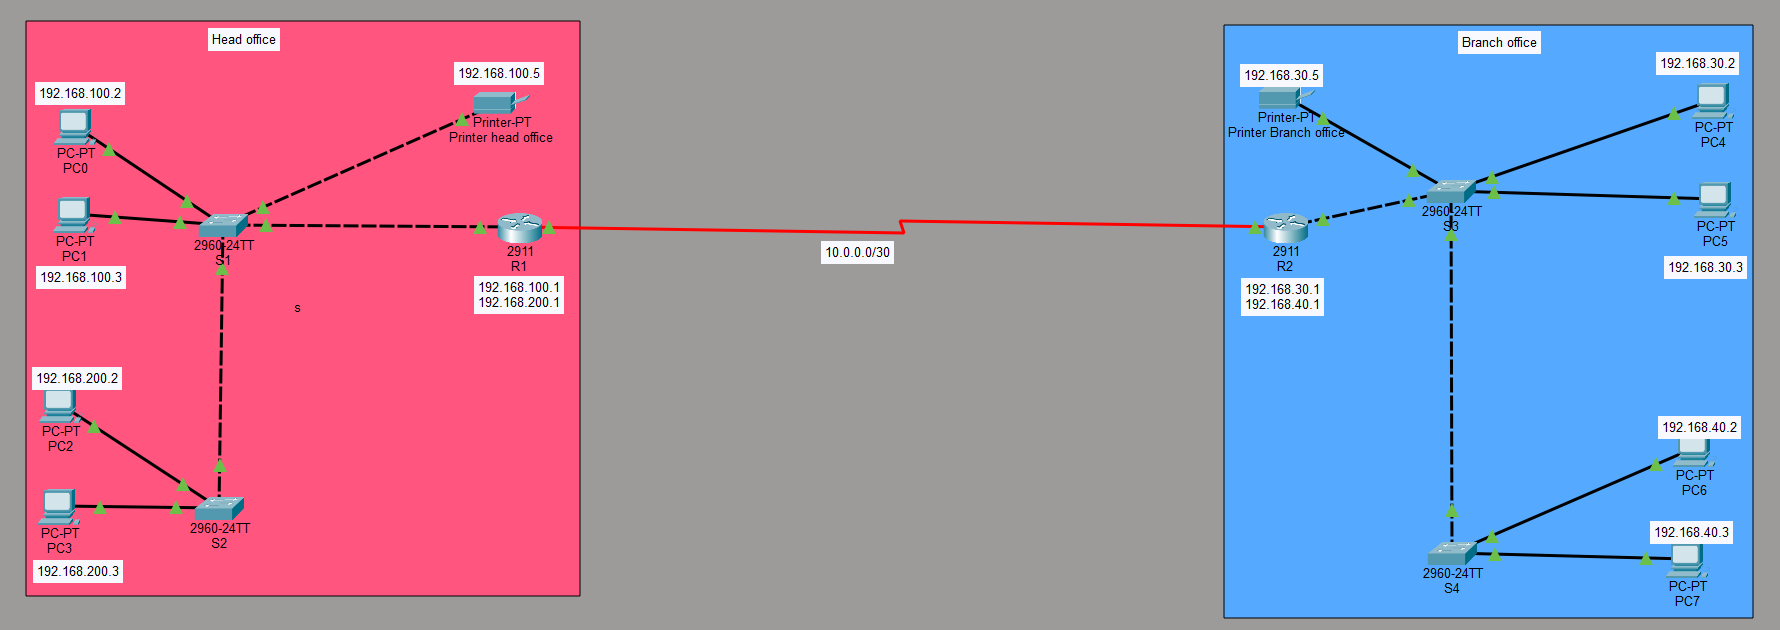 Head office
192.168.100.2
PC-PT
PC0
192.168.100.5
Printer-PT
Printer head office
PC-PT
PC1
192.168.100.3
2960-24TT
S1
2911
R1
192.168.100.1
192.168.200.1
s
192.168.200.2
PC-PT
PC2
PC-PT
PC3
192.168.200.3
2960-24TT
S2
10.0.0.0/30
Branch office
192.168.30.5
Printer-PT
Printer Branch office
192.168.30.2
PC-PT
PC4
2960-24TT
S3
PC-PT
PC5
192.168.30.3
2911
R2
192.168.30.1
192.168.40.1
192.168.40.2
PC-PT
PC6
192.168.40.3
PC-PT
PC7
2960-24TT
S4